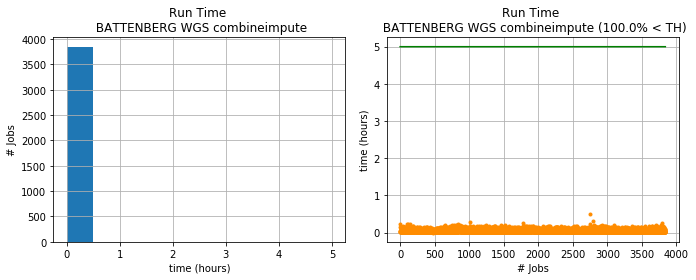 Run Time
BATTENBERG WGS combineimpute
4000
3500
3000
2500
2000
1500
1000
500
0
# Jobs
0 1 2 3 4 5
time (hours)
Run Time
BATTENBERG WGS combineimpute (100.0% < TH)
5
4
3
2
1
0
time (hours)
0 500 1000 1500 2000 2500 3000 3500 4000
# Jobs